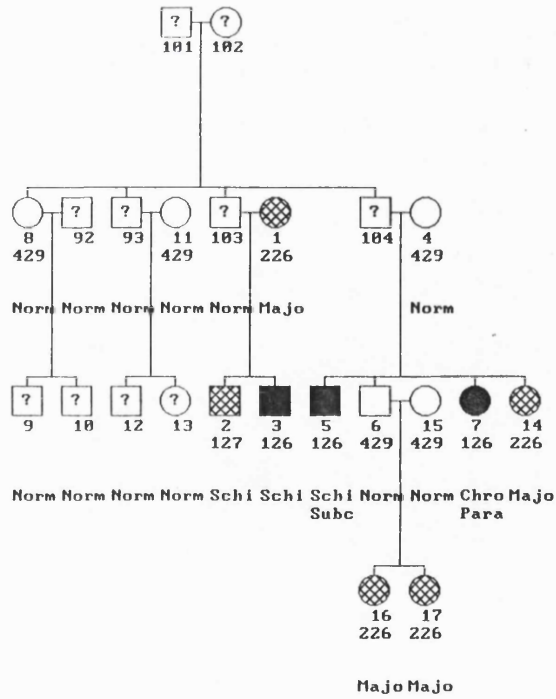 ? ?
101 102
? ? ? ?
8 92 93 11 103 1 104 4
429 429 226 429
Norm Norm Norm Norm Norm Majo Norm
? ? ? ?
9 10 12 13 2 3 5 6 15 7 14
127 126 126 429 429 126 226
Norm Norm Norm Norm Schi Schi Schi Norm Norm Chro Majo
Subc Para
16 17
226 226
Majo Majo